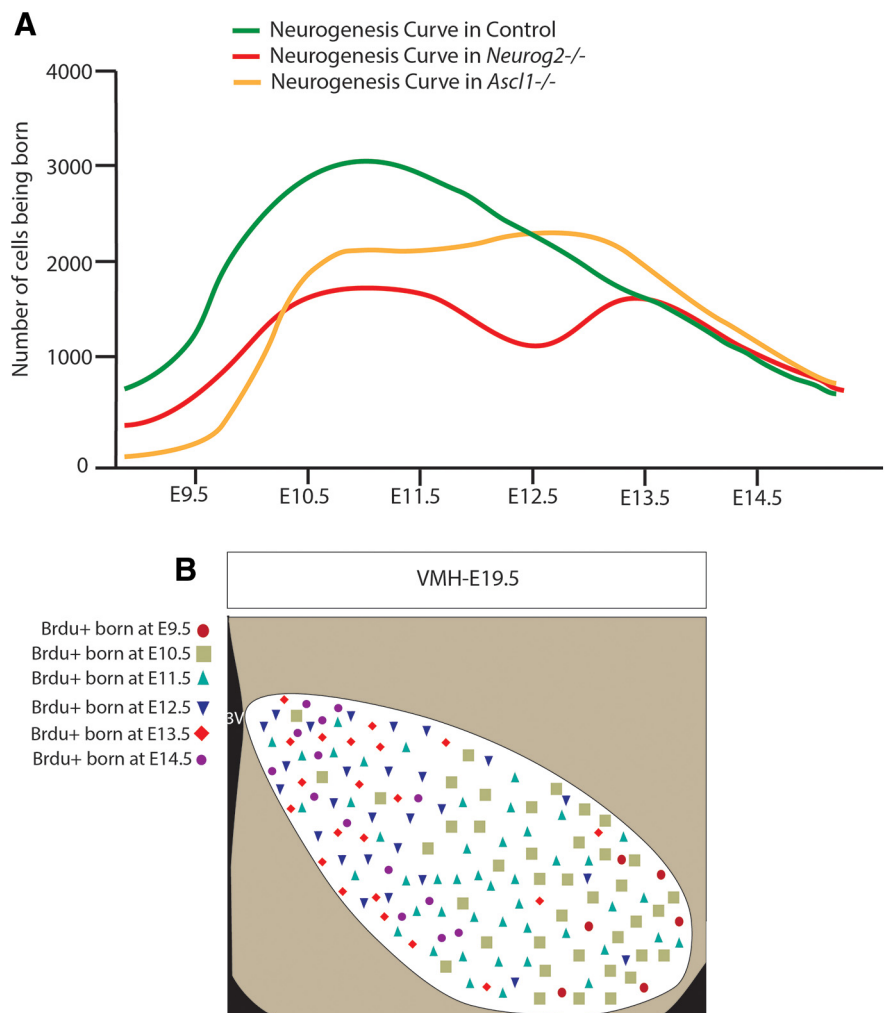 A
Neurogenesis Curve in Control
Neurogenesis Curve in Neurog2-/-
Neurogenesis Curve in Ascl1-/-
Number of cells being born
4000
3000
2000
1000
0
E9.5
E10.5
E11.5
E12.5
E13.5
E14.5
B
VMH-E19.5
Brdu+ born at E9.5
Brdu+ born at E10.5
Brdu+ born at E11.5
Brdu+ born at E12.5
Brdu+ born at E13.5
Brdu+ born at E14.5
3V